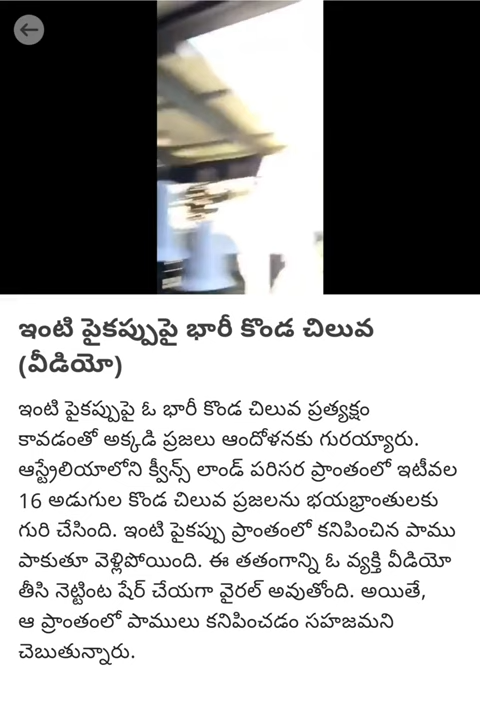 ఇంటి పైకప్పుపై భారీ కొండ చిలువ
(వీడియో)
ఇంటి పైకప్పుపై ఓ భారీ కొండ చిలువ ప్రత్యక్షం
కావడంతో అక్కడి ప్రజలు ఆందోళనకు గురయ్యారు.
ఆస్ట్రేలియాలోని క్వీన్స్ లాండ్ పరిసర ప్రాంతంలో ఇటీవల
16 అడుగుల కొండ చిలువ ప్రజలను భయభ్రాంతులకు
గురి చేసింది. ఇంటి పైకప్పు ప్రాంతంలో కనిపించిన పాము
పాకుతూ వెళ్లిపోయింది. ఈ తతంగాన్ని ఓ వ్యక్తి వీడియో
తీసి నెట్టింట షేర్ చేయగా వైరల్ అవుతోంది. అయితే,
ఆ ప్రాంతంలో పాములు కనిపించడం సహజమని
చెబుతున్నారు.